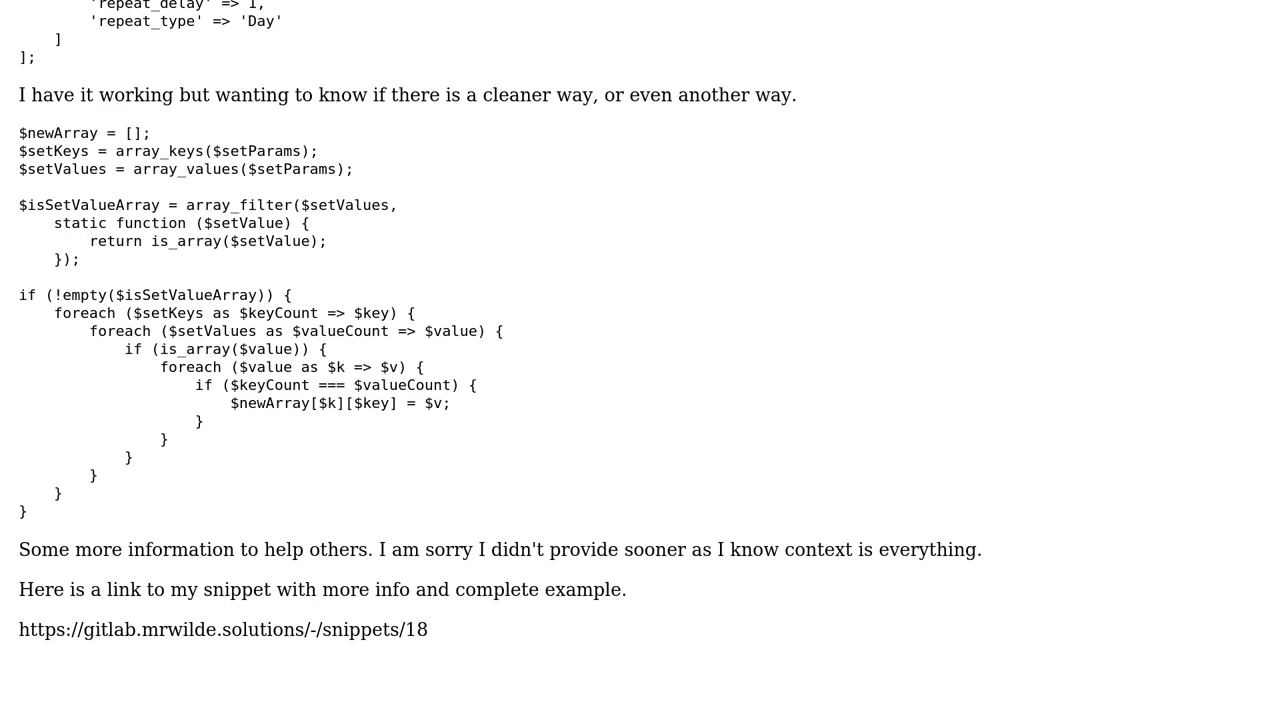 'repeat_delay' => 1,
'repeat_type' => 'Day'
]
];
I have it working but wanting to know if there is a cleaner way, or even another way.
$newArray = [];
$setKeys = array_keys($setParams);
$setValues = array_values($setParams);
$isSetValueArray = array_filter($setValues,
static function ($setValue) {
return is_array($setValue);
});
if (!empty($isSetValueArray)) {
foreach ($setKeys as $keyCount => $key) {
foreach ($setValues as $valueCount => $value) {
if (is_array($value)) {
foreach ($value as $k => $v) {
if ($keyCount === $valueCount) {
$newArray[$k][$key] = $v;
}
}
}
}
}
}
Some more information to help others. I am sorry I didn't provide sooner as I know context is everything.
Here is a link to my snippet with more info and complete example.
https://gitlab.mrwilde.solutions/-/snippets/18